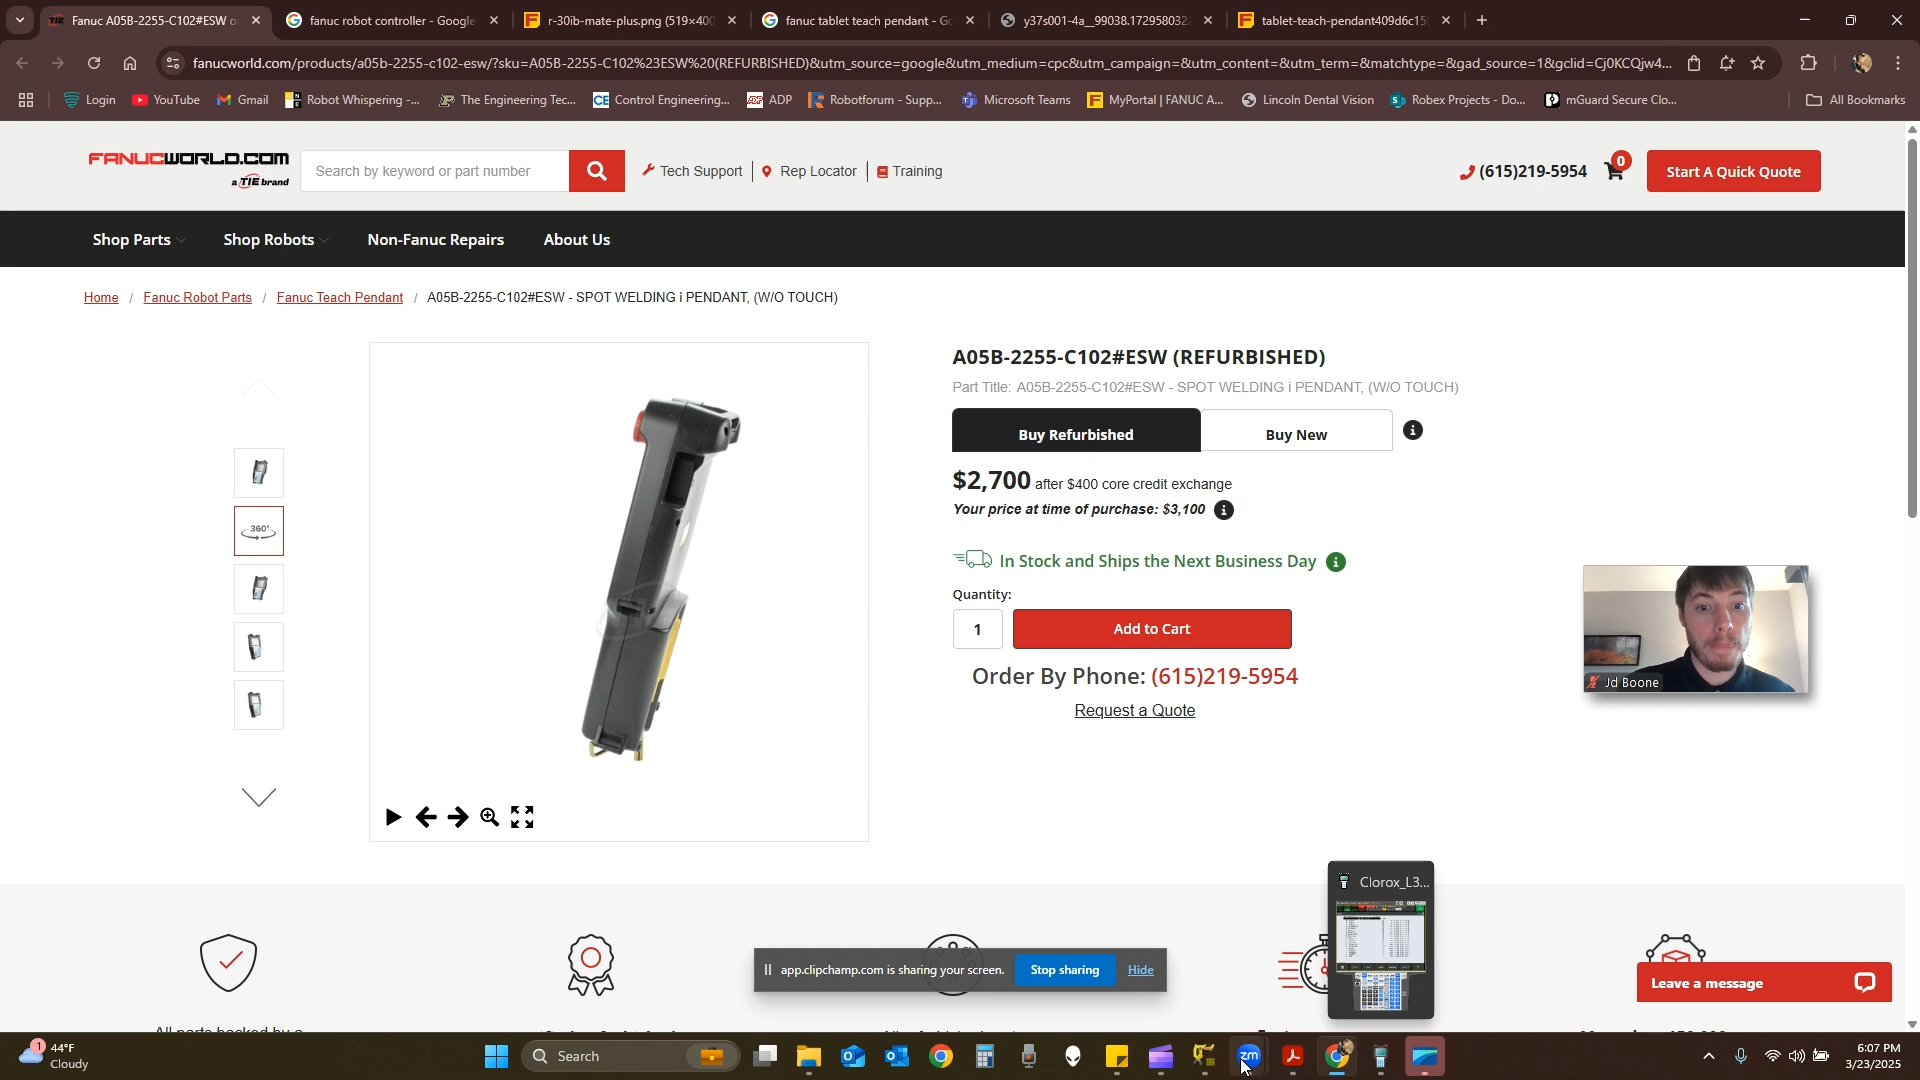 Fanuc A05B-2255-C102#ESW o
fanuc robot controller - Google
r-30ib-mate-plus.png (519×400
fanuc tablet teach pendant - Go
y37s001-4a__99038.172958032
tablet-teach-pendant409d6c15
fanucworld.com/products/a05b-2255-c102-esw/?sku=A05B-2255-C102%23ESW%20(REFURBISHED)&utm_source=google&utm_medium=cpc&utm_campaign=&utm_content=&utm_term=&matchtype=&gad_source=1&gclid=Cj0KCQjw4...
Login
YouTube
Gmail
Robot Whispering -...
The Engineering Tec...
Control Engineering...
ADP
Robotforum - Supp...
Microsoft Teams
MyPortal | FANUC A...
Lincoln Dental Vision
Robex Projects - Do...
mGuard Secure Clo...
All Bookmarks
FANUCWORLD.COM
a TIE brand
Search by keyword or part number
Tech Support
Rep Locator
Training
(615)219-5954
0
Start A Quick Quote
Shop Parts
Shop Robots
Non-Fanuc Repairs
About Us
Home / Fanuc Robot Parts / Fanuc Teach Pendant / A05B-2255-C102#ESW - SPOT WELDING i PENDANT, (W/O TOUCH)
360°
A05B-2255-C102#ESW (REFURBISHED)
Part Title: A05B-2255-C102#ESW - SPOT WELDING i PENDANT, (W/O TOUCH)
Buy Refurbished
Buy New
$2,700 after $400 core credit exchange
Your price at time of purchase: $3,100
In Stock and Ships the Next Business Day
Quantity:
1
Add to Cart
Order By Phone: (615)219-5954
Request a Quote
Jd Boone
Clorox_L3...
app.clipchamp.com is sharing your screen.
Stop sharing
Hide
Leave a message
1
44°F
Cloudy
Search
zm
6:07 PM
3/23/2025